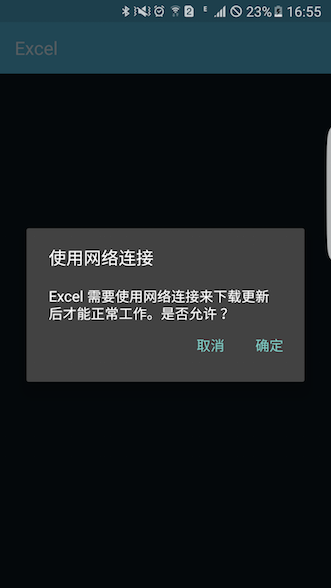 2 E 23% 16:55
Excel
使用网络连接
Excel 需要使用网络连接来下载更新
后才能正常工作。是否允许？
取消 确定